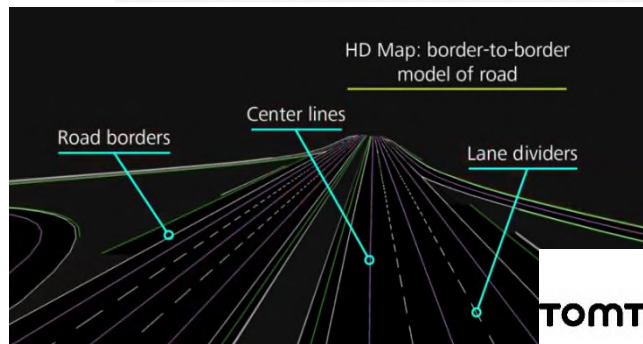 HD Map: border-to-border
model of road
Center lines
Road borders
Lane dividers
TOMT